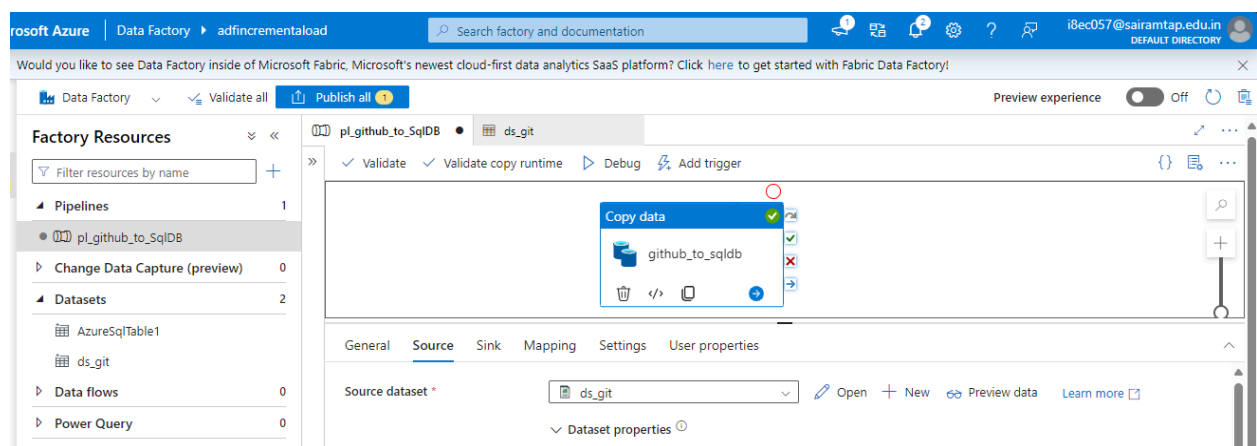 rosoft Azure Data Factory adfincrementaload Search factory and documentation 1 2 i8ec057@sairamtap.edu.in
DEFAULT DIRECTORY
Would you like to see Data Factory inside of Microsoft Fabric, Microsoft's newest cloud-first data analytics SaaS platform? Click here to get started with Fabric Data Factory!
Data Factory Validate all Publish all 1 Preview experience Off
Factory Resources
pl_github_to_SqlDB ds_git
Filter resources by name
Validate Validate copy runtime Debug Add trigger
Pipelines 1
pl_github_to_SqlDB
Change Data Capture (preview) 0
Datasets 2
AzureSqlTable1
ds_git
Data flows 0
Power Query 0
Copy data
github_to_sqldb
General Source Sink Mapping Settings User properties
Source dataset * ds_git Open New Preview data Learn more
Dataset properties